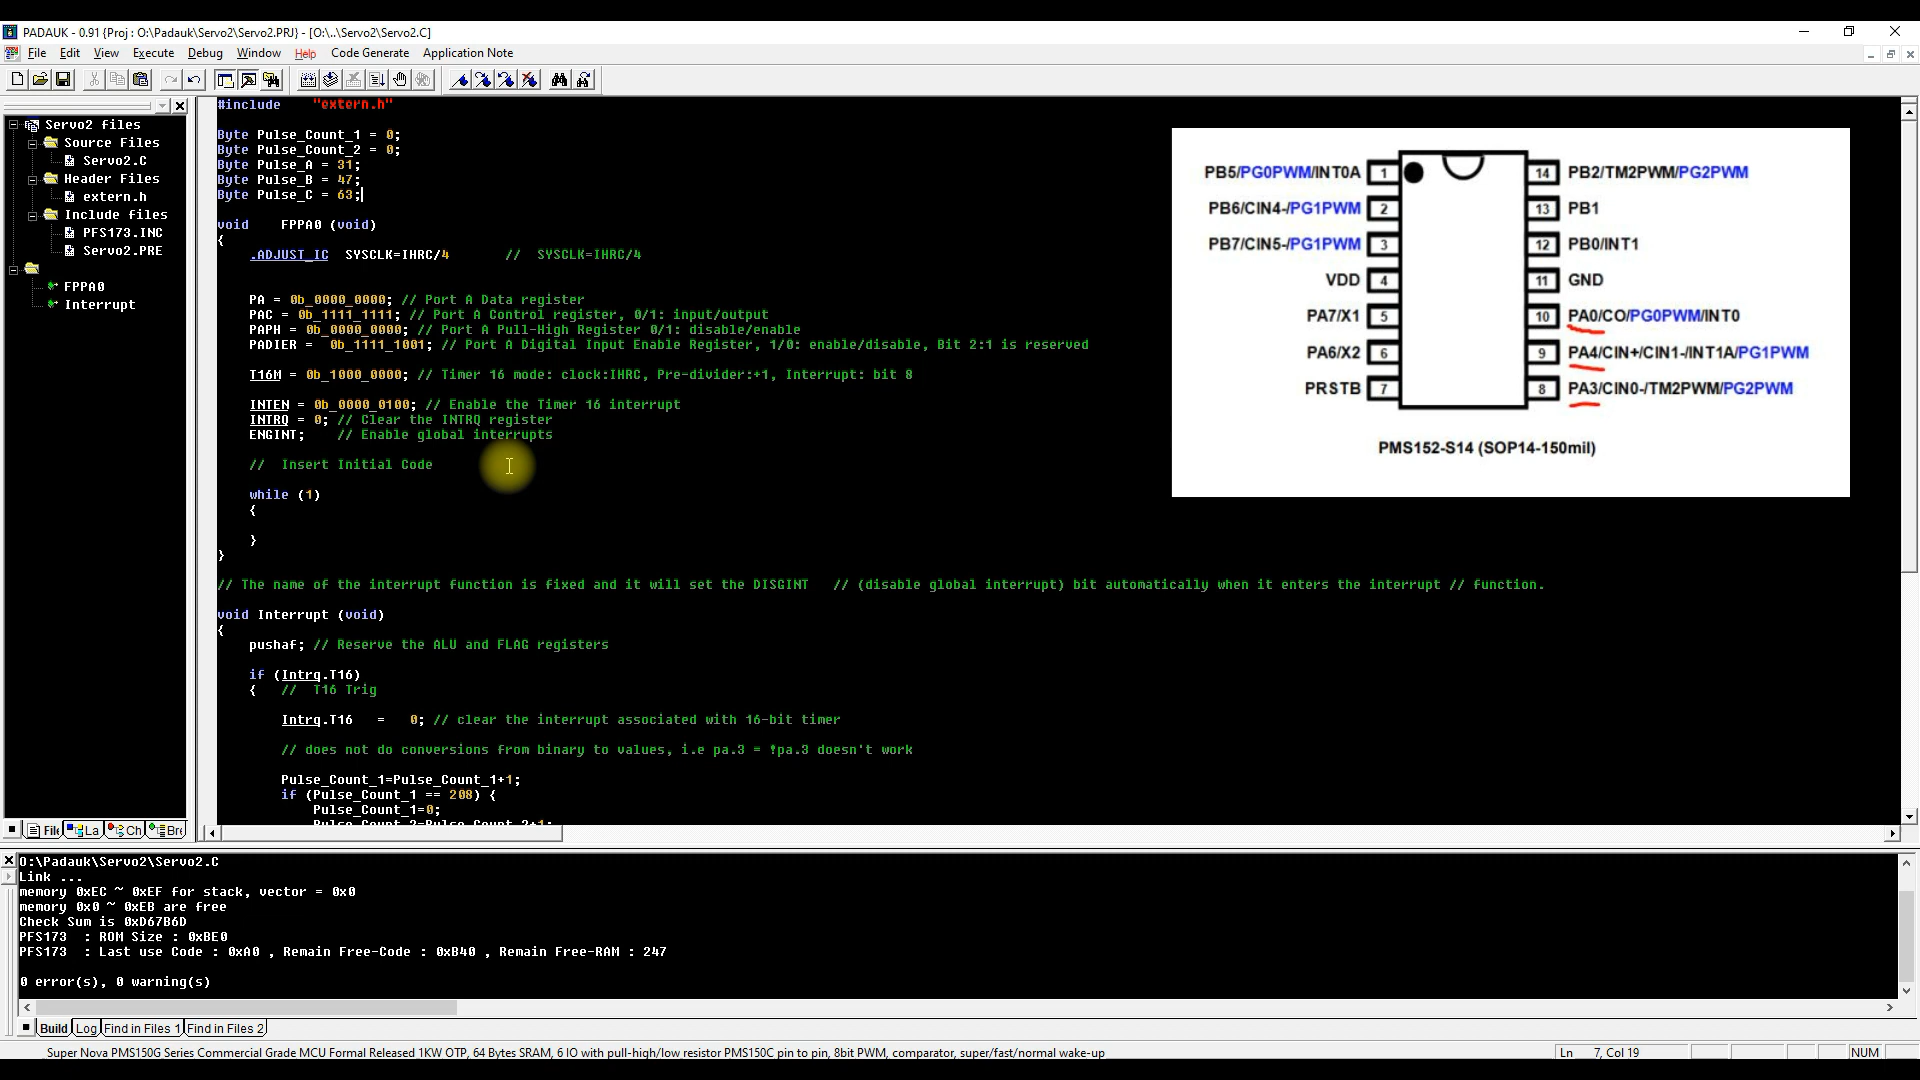 PADAUK - 0.91 {Proj : O:\Padauk\Servo2\Servo2.PRJ} - [O:\..\Servo2\Servo2.C]
File Edit View Execute Debug Window Help Code Generate Application Note
Servo2 files
Source Files
Servo2.C
Header Files
extern.h
Include files
PFS173.INC
Servo2.PRE
FPPA0
Interrupt
File La Ch Bre
#include "extern.h"
Byte Pulse_Count_1 = 0;
Byte Pulse_Count_2 = 0;
Byte Pulse_A = 31;
Byte Pulse_B = 47;
Byte Pulse_C = 63;
void FPPA0 (void)
{
.ADJUST_IC SYSCLK=IHRC/4 // SYSCLK=IHRC/4
PA = 0b_0000_0000; // Port A Data register
PAC = 0b_1111_1111; // Port A Control register, 0/1: input/output
PAPH = 0b_0000_0000; // Port A Pull-High Register 0/1: disable/enable
PADIER = 0b_1111_1001; // Port A Digital Input Enable Register, 1/0: enable/disable, Bit 2:1 is reserved
T16M = 0b_1000_0000; // Timer 16 mode: clock:IHRC, Pre-divider:÷1, Interrupt: bit 8
INTEN = 0b_0000_0100; // Enable the Timer 16 interrupt
INTRQ = 0; // Clear the INTRQ register
ENGINT; // Enable global interrupts
// Insert Initial Code
while (1)
{
}
}
// The name of the interrupt function is fixed and it will set the DISGINT // (disable global interrupt) bit automatically when it enters the interrupt // function.
void Interrupt (void)
{
pushaf; // Reserve the ALU and FLAG registers
if (Intrq.T16)
{ // T16 Trig
Intrq.T16 = 0; // clear the interrupt associated with 16-bit timer
// does not do conversions from binary to values, i.e pa.3 = !pa.3 doesn't work
Pulse_Count_1=Pulse_Count_1+1;
if (Pulse_Count_1 == 208) {
Pulse_Count_1=0;
Pulse_Count_2=Pulse_Count_2+1;
PB5/PG0PWM/INT0A 1 14 PB2/TM2PWM/PG2PWM
PB6/CIN4-/PG1PWM 2 13 PB1
PB7/CIN5-/PG1PWM 3 12 PB0/INT1
VDD 4 11 GND
PA7/X1 5 10 PA0/CO/PG0PWM/INT0
PA6/X2 6 9 PA4/CIN+/CIN1-/INT1A/PG1PWM
PRSTB 7 8 PA3/CIN0-/TM2PWM/PG2PWM
PMS152-S14 (SOP14-150mil)
O:\Padauk\Servo2\Servo2.C
Link ...
memory 0xEC ~ 0xEF for stack, vector = 0x0
memory 0x0 ~ 0xEB are free
Check Sum is 0xD67B6D
PFS173 : ROM Size : 0xBE0
PFS173 : Last use Code : 0xA0 , Remain Free-Code : 0xB40 , Remain Free-RAM : 247
0 error(s), 0 warning(s)
Build Log Find in Files 1 Find in Files 2
Super Nova PMS150G Series Commercial Grade MCU Formal Released 1KW OTP, 64 Bytes SRAM, 6 IO with pull-high/low resistor PMS150C pin to pin, 8bit PWM, comparator, super/fast/normal wake-up
Ln 7, Col 19 NUM